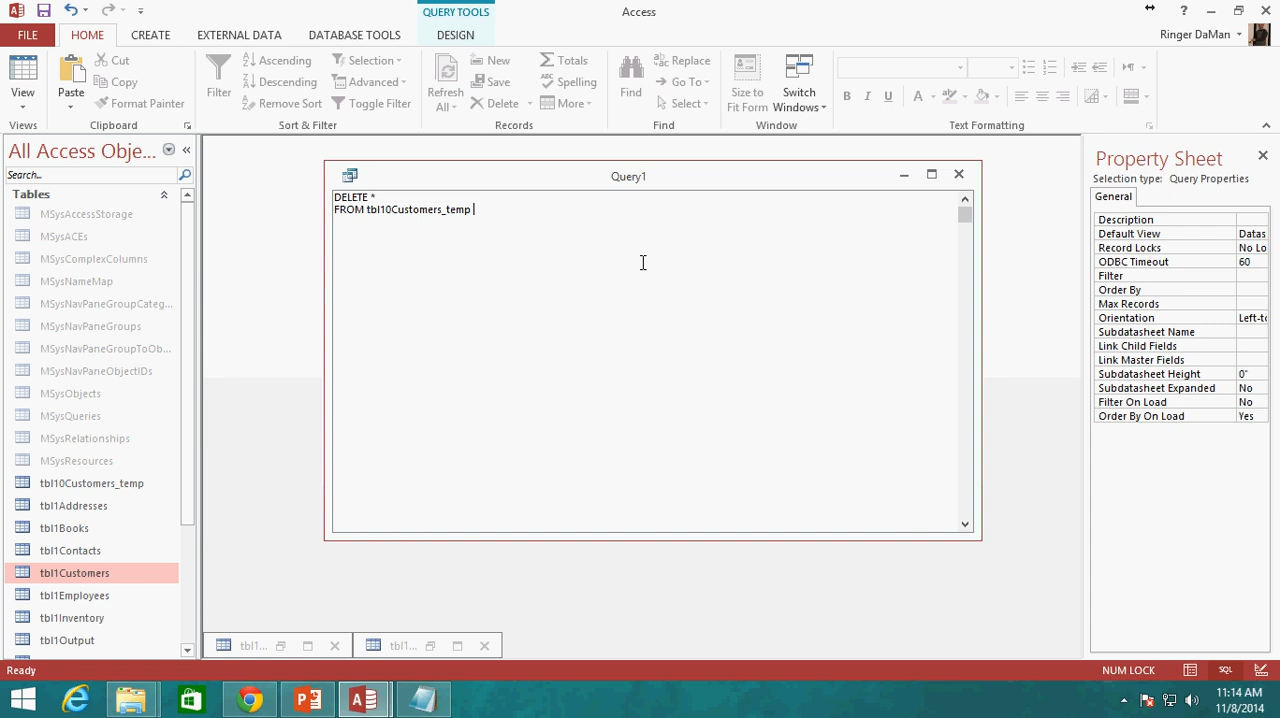 QUERY TOOLS
Access
FILE
HOME
CREATE
EXTERNAL DATA
DATABASE TOOLS
DESIGN
Ringer DaMan
View
Paste
Cut
Copy
Format Painter
Filter
Ascending
Descending
Remove Sort
Selection
Advanced
Toggle Filter
Refresh
All
New
Save
Delete
Totals
Spelling
More
Find
Replace
Go To
Select
Size to
Fit Form
Switch
Windows
B I U A
Views
Clipboard
Sort & Filter
Records
Find
Window
Text Formatting
All Access Obje...
Search...
Tables
MSysAccessStorage
MSysACEs
MSysComplexColumns
MSysNameMap
MSysNavPaneGroupCateg...
MSysNavPaneGroups
MSysNavPaneGroupToOb...
MSysNavPaneObjectIDs
MSysObjects
MSysQueries
MSysRelationships
MSysResources
tbl10Customers_temp
tbl1Addresses
tbl1Books
tbl1Contacts
tbl1Customers
tbl1Employees
tbl1Inventory
tbl1Output
Query1
DELETE *
FROM tbl10Customers_temp
tbl1...
tbl1...
Property Sheet
Selection type: Query Properties
General
Description
Default View Datas
Record Locks No Lo
ODBC Timeout 60
Filter
Order By
Max Records
Orientation Left-to
Subdatasheet Name
Link Child Fields
Link Master Fields
Subdatasheet Height 0"
Subdatasheet Expanded No
Filter On Load No
Order By On Load Yes
Ready
NUM LOCK
SQL
11:14 AM
11/8/2014